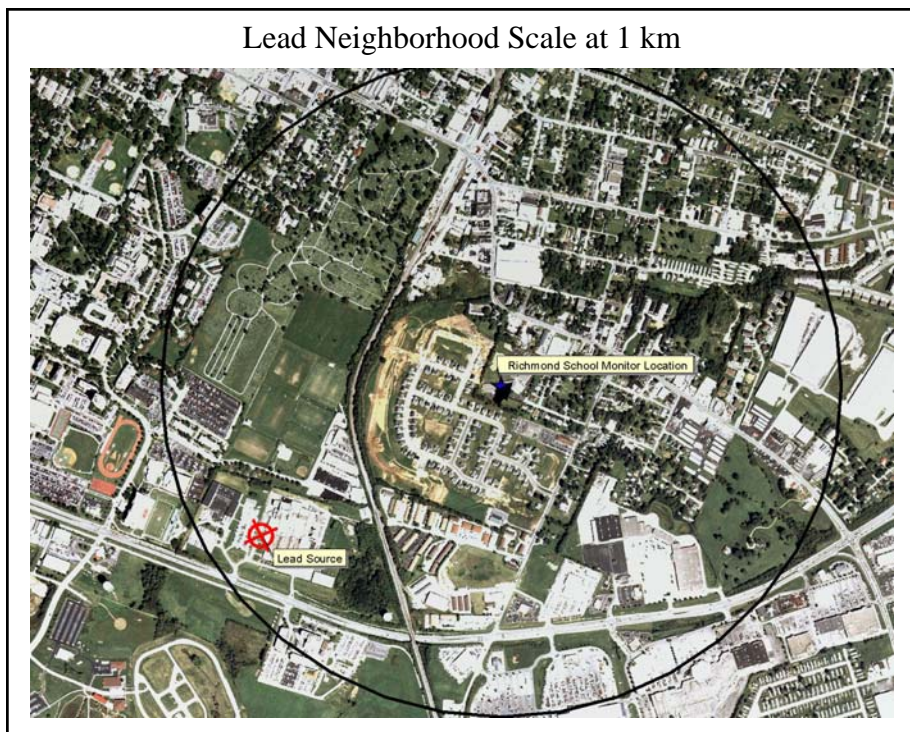 Lead Neighborhood Scale at 1 km
Richmond School Monitor Location
Lead Source